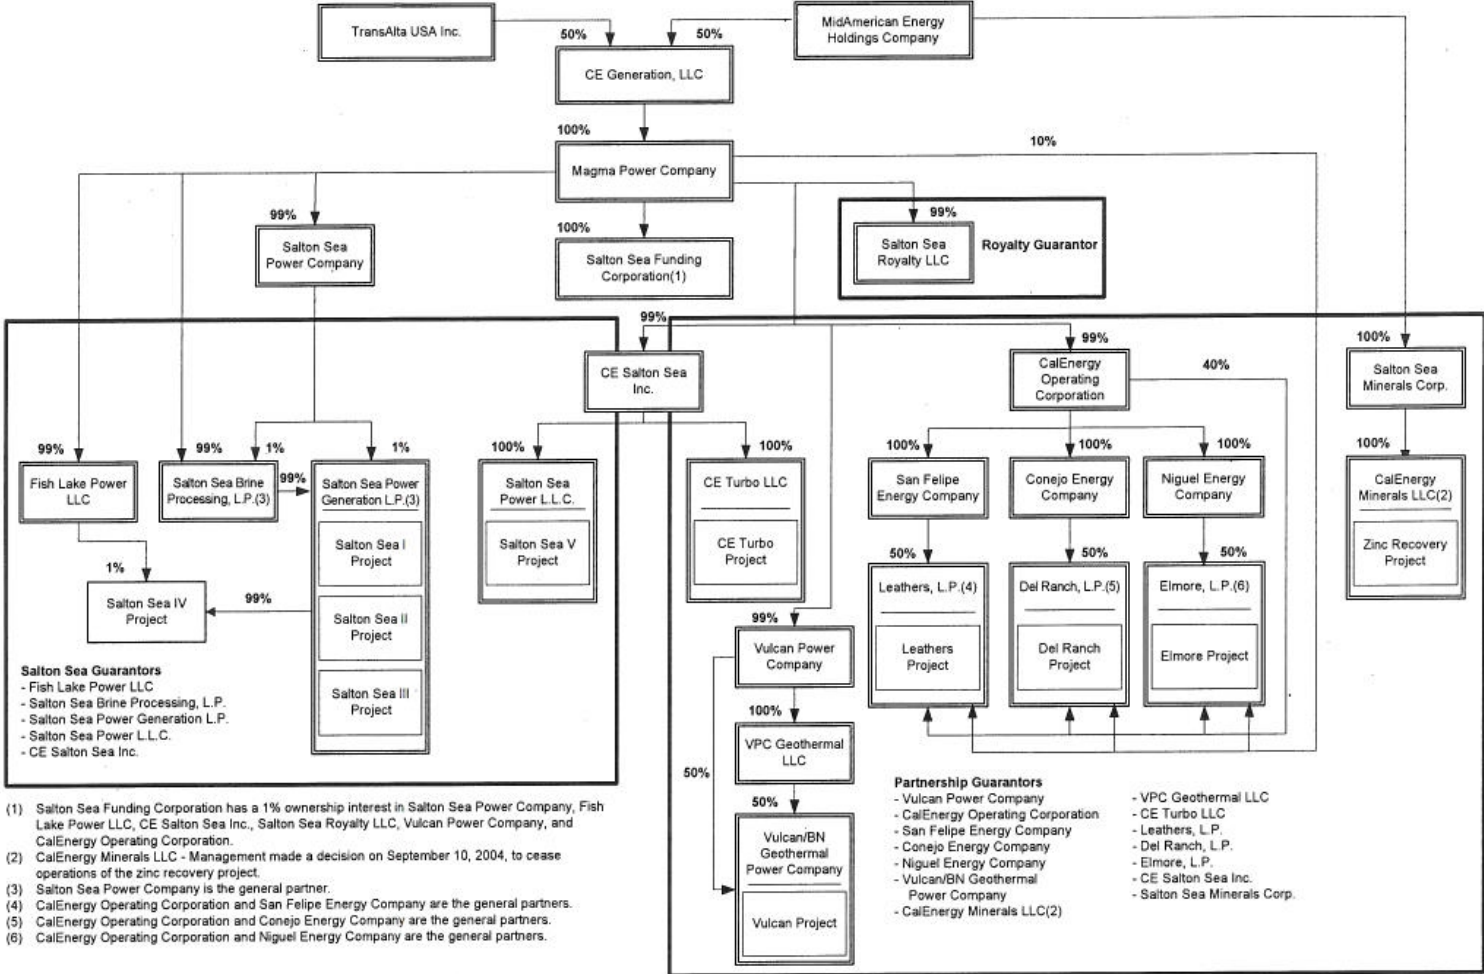 TransAlta USA Inc.
MidAmerican Energy
Holdings Company
50%
50%
CE Generation, LLC
100%
Magma Power Company
10%
99%
Salton Sea
Power Company
100%
Salton Sea Funding
Corporation(1)
99%
Salton Sea
Royalty LLC
Royalty Guarantor
99%
CE Salton Sea
Inc.
99%
CalEnergy
Operating
Corporation
40%
100%
Salton Sea
Minerals Corp.
99%
Fish Lake Power
LLC
99%
1%
Salton Sea Brine
Processing, L.P.(3)
99%
1%
Salton Sea Power
Generation L.P.(3)
Salton Sea I
Project
Salton Sea II
Project
Salton Sea III
Project
1%
99%
Salton Sea IV
Project
100%
Salton Sea
Power L.L.C.
Salton Sea V
Project
100%
CE Turbo LLC
CE Turbo
Project
100%
San Felipe
Energy Company
100%
Conejo Energy
Company
100%
Niguel Energy
Company
100%
CalEnergy
Minerals LLC(2)
Zinc Recovery
Project
50%
Leathers, L.P.(4)
Leathers
Project
50%
Del Ranch, L.P.(5)
Del Ranch
Project
50%
Elmore, L.P.(6)
Elmore Project
99%
Vulcan Power
Company
100%
VPC Geothermal
LLC
50%
50%
Vulcan/BN
Geothermal
Power Company
Vulcan Project
Salton Sea Guarantors
- Fish Lake Power LLC
- Salton Sea Brine Processing, L.P.
- Salton Sea Power Generation L.P.
- Salton Sea Power L.L.C.
- CE Salton Sea Inc.
Partnership Guarantors
- Vulcan Power Company
- CalEnergy Operating Corporation
- San Felipe Energy Company
- Conejo Energy Company
- Niguel Energy Company
- Vulcan/BN Geothermal
Power Company
- CalEnergy Minerals LLC(2)
- VPC Geothermal LLC
- CE Turbo LLC
- Leathers, L.P.
- Del Ranch, L.P.
- Elmore, L.P.
- CE Salton Sea Inc.
- Salton Sea Minerals Corp.
(1) Salton Sea Funding Corporation has a 1% ownership interest in Salton Sea Power Company, Fish
Lake Power LLC, CE Salton Sea Inc., Salton Sea Royalty LLC, Vulcan Power Company, and
CalEnergy Operating Corporation.
(2) CalEnergy Minerals LLC - Management made a decision on September 10, 2004, to cease
operations of the zinc recovery project.
(3) Salton Sea Power Company is the general partner.
(4) CalEnergy Operating Corporation and San Felipe Energy Company are the general partners.
(5) CalEnergy Operating Corporation and Conejo Energy Company are the general partners.
(6) CalEnergy Operating Corporation and Niguel Energy Company are the general partners.